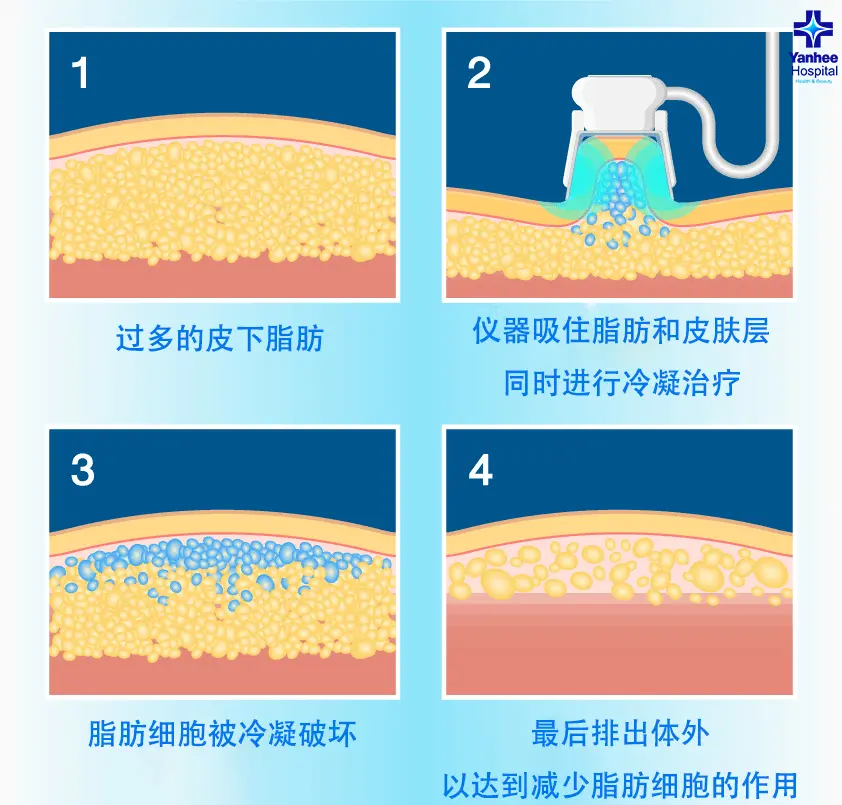 Yanhee
Hospital
Health & Beauty
1
2
过多的皮下脂肪
仪器吸住脂肪和皮肤层
同时进行冷凝治疗
3
4
脂肪细胞被冷凝破坏
最后排出体外
以达到减少脂肪细胞的作用